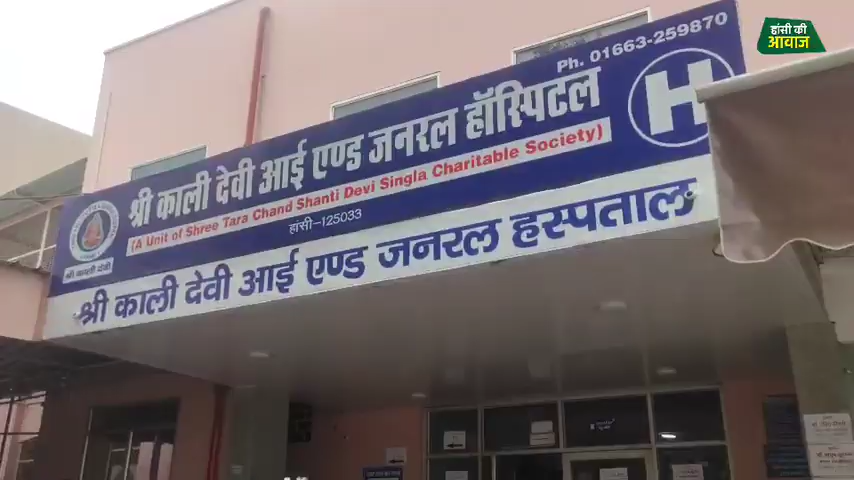 हांसी की
आवाज
Ph. 01663-259870
श्री काली देवी आई एण्ड जनरल हॉस्पिटल
H
(A Unit of Shree Tara Chand Shanti Devi Singla Charitable Society)
हांसी-125033
श्री काली देवी
श्री काली देवी आई एण्ड जनरल हस्पताल